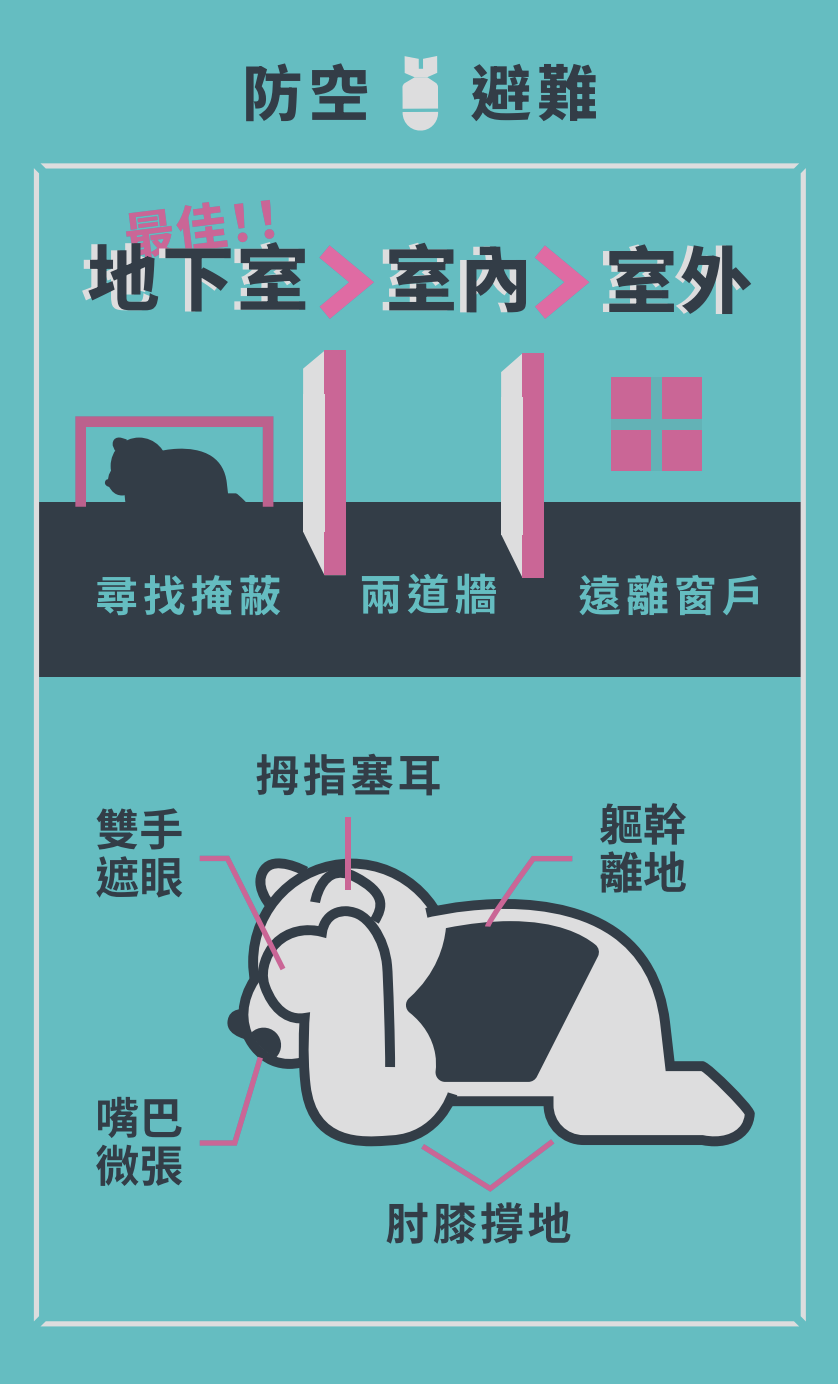 防空 避難
最佳!!
地下室 > 室內 > 室外
尋找掩蔽 兩道牆 遠離窗戶
拇指塞耳
雙手
遮眼
軀幹
離地
嘴巴
微張
肘膝撐地